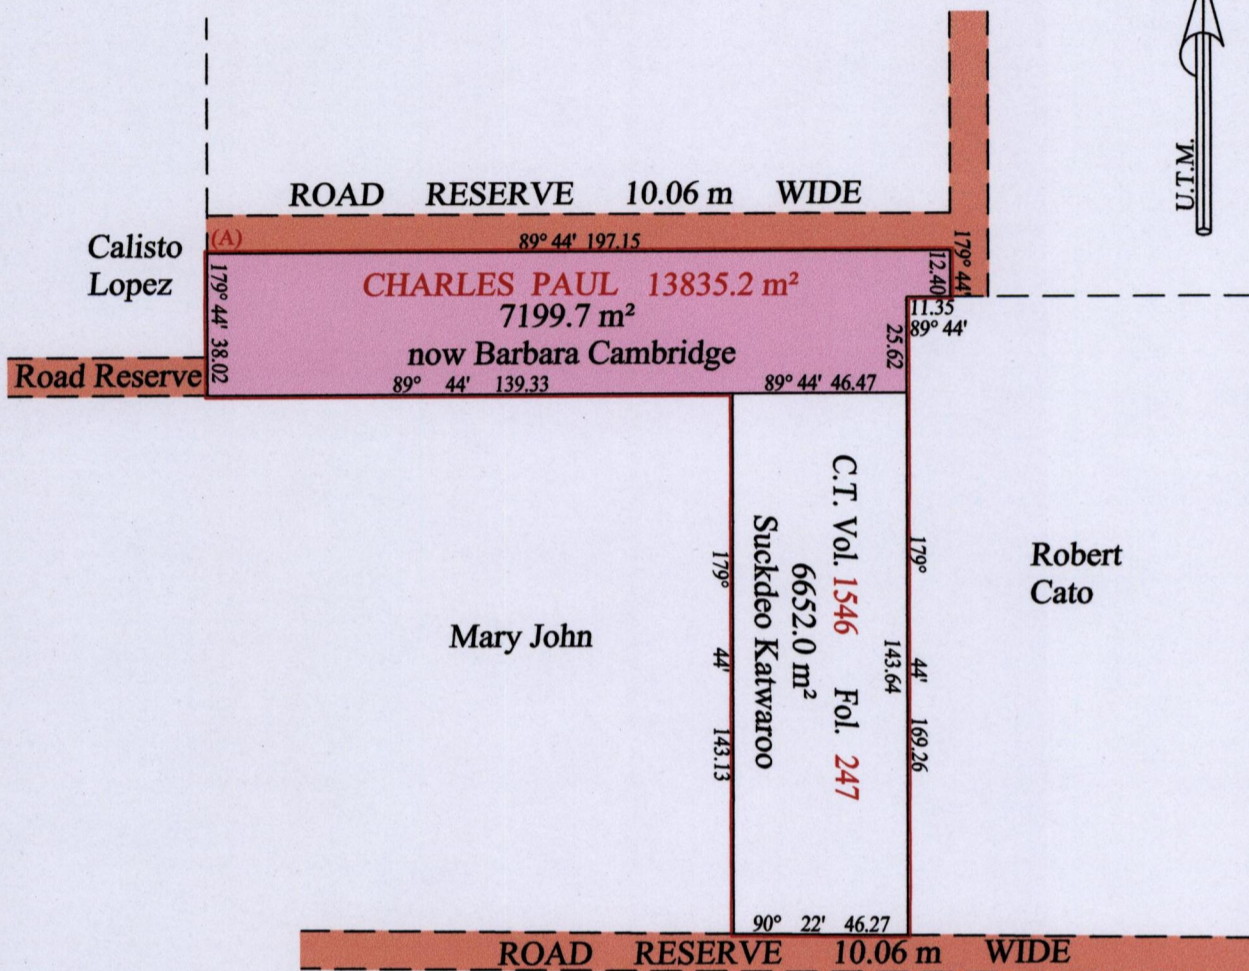 U.T.M.
ROAD RESERVE 10.06 m WIDE
(A)
89° 44' 197.15
Calisto
Lopez
179° 44' 38.02
CHARLES PAUL 13835.2 m²
7199.7 m²
now Barbara Cambridge
12.40
179° 44'
11.35
89° 44'
25.62
Road Reserve
89° 44' 139.33
89° 44' 46.47
C.T. Vol. 1546 Fol. 247
6652.0 m²
Suckdeo Katwaroo
179° 44' 143.13
143.64
179° 44' 169.26
Mary John
Robert
Cato
90° 22' 46.27
ROAD RESERVE 10.06 m WIDE